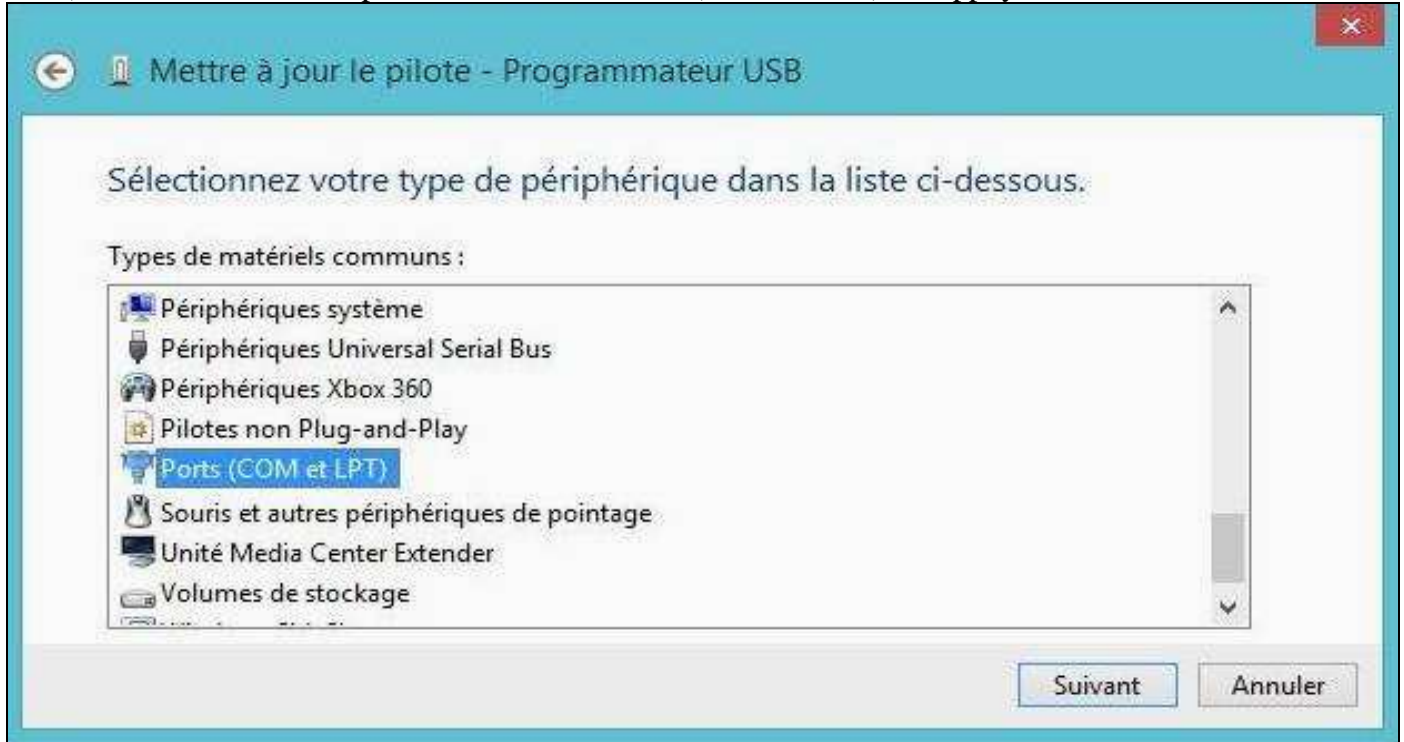 Mettre à jour le pilote - Programmateur USB
Sélectionnez votre type de périphérique dans la liste ci-dessous.
Types de matériels communs :
Périphériques système
Périphériques Universal Serial Bus
Périphériques Xbox 360
Pilotes non Plug-and-Play
Ports (COM et LPT)
Souris et autres périphériques de pointage
Unité Media Center Extender
Volumes de stockage
Suivant
Annuler